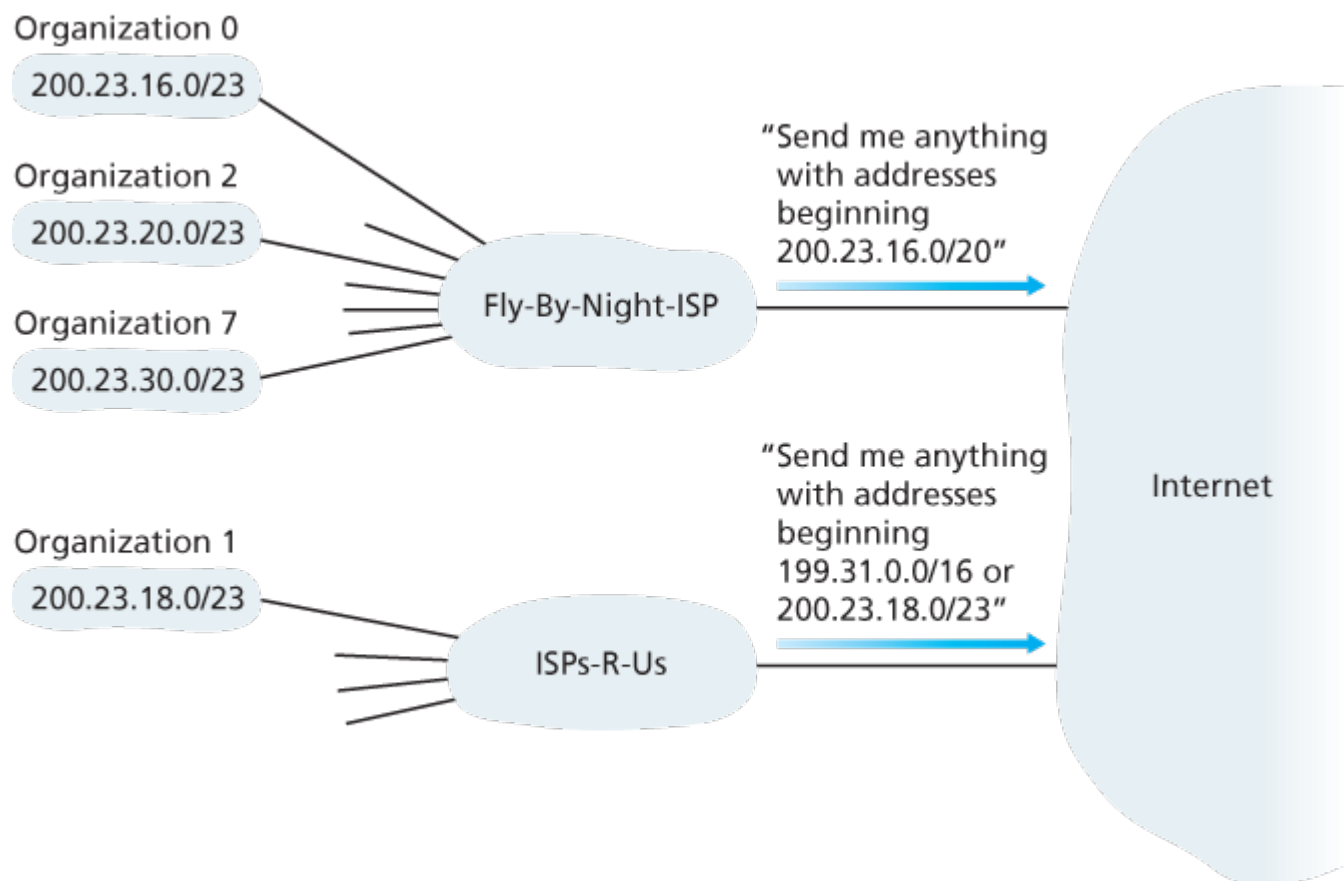 Organization 0
200.23.16.0/23
Organization 2
200.23.20.0/23
Organization 7
200.23.30.0/23
Fly-By-Night-ISP
“Send me anything
with addresses
beginning
200.23.16.0/20”
Organization 1
200.23.18.0/23
ISPs-R-Us
“Send me anything
with addresses
beginning
199.31.0.0/16 or
200.23.18.0/23”
Internet